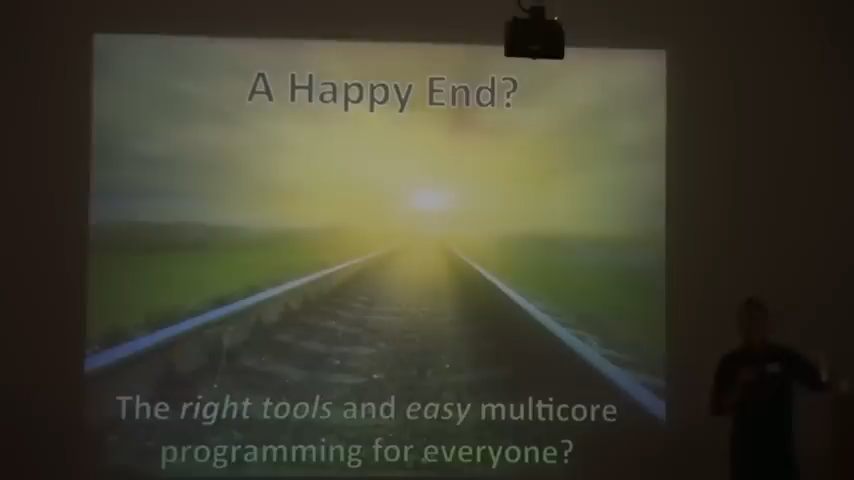 A Happy End?
The right tools and easy multicore
programming for everyone?